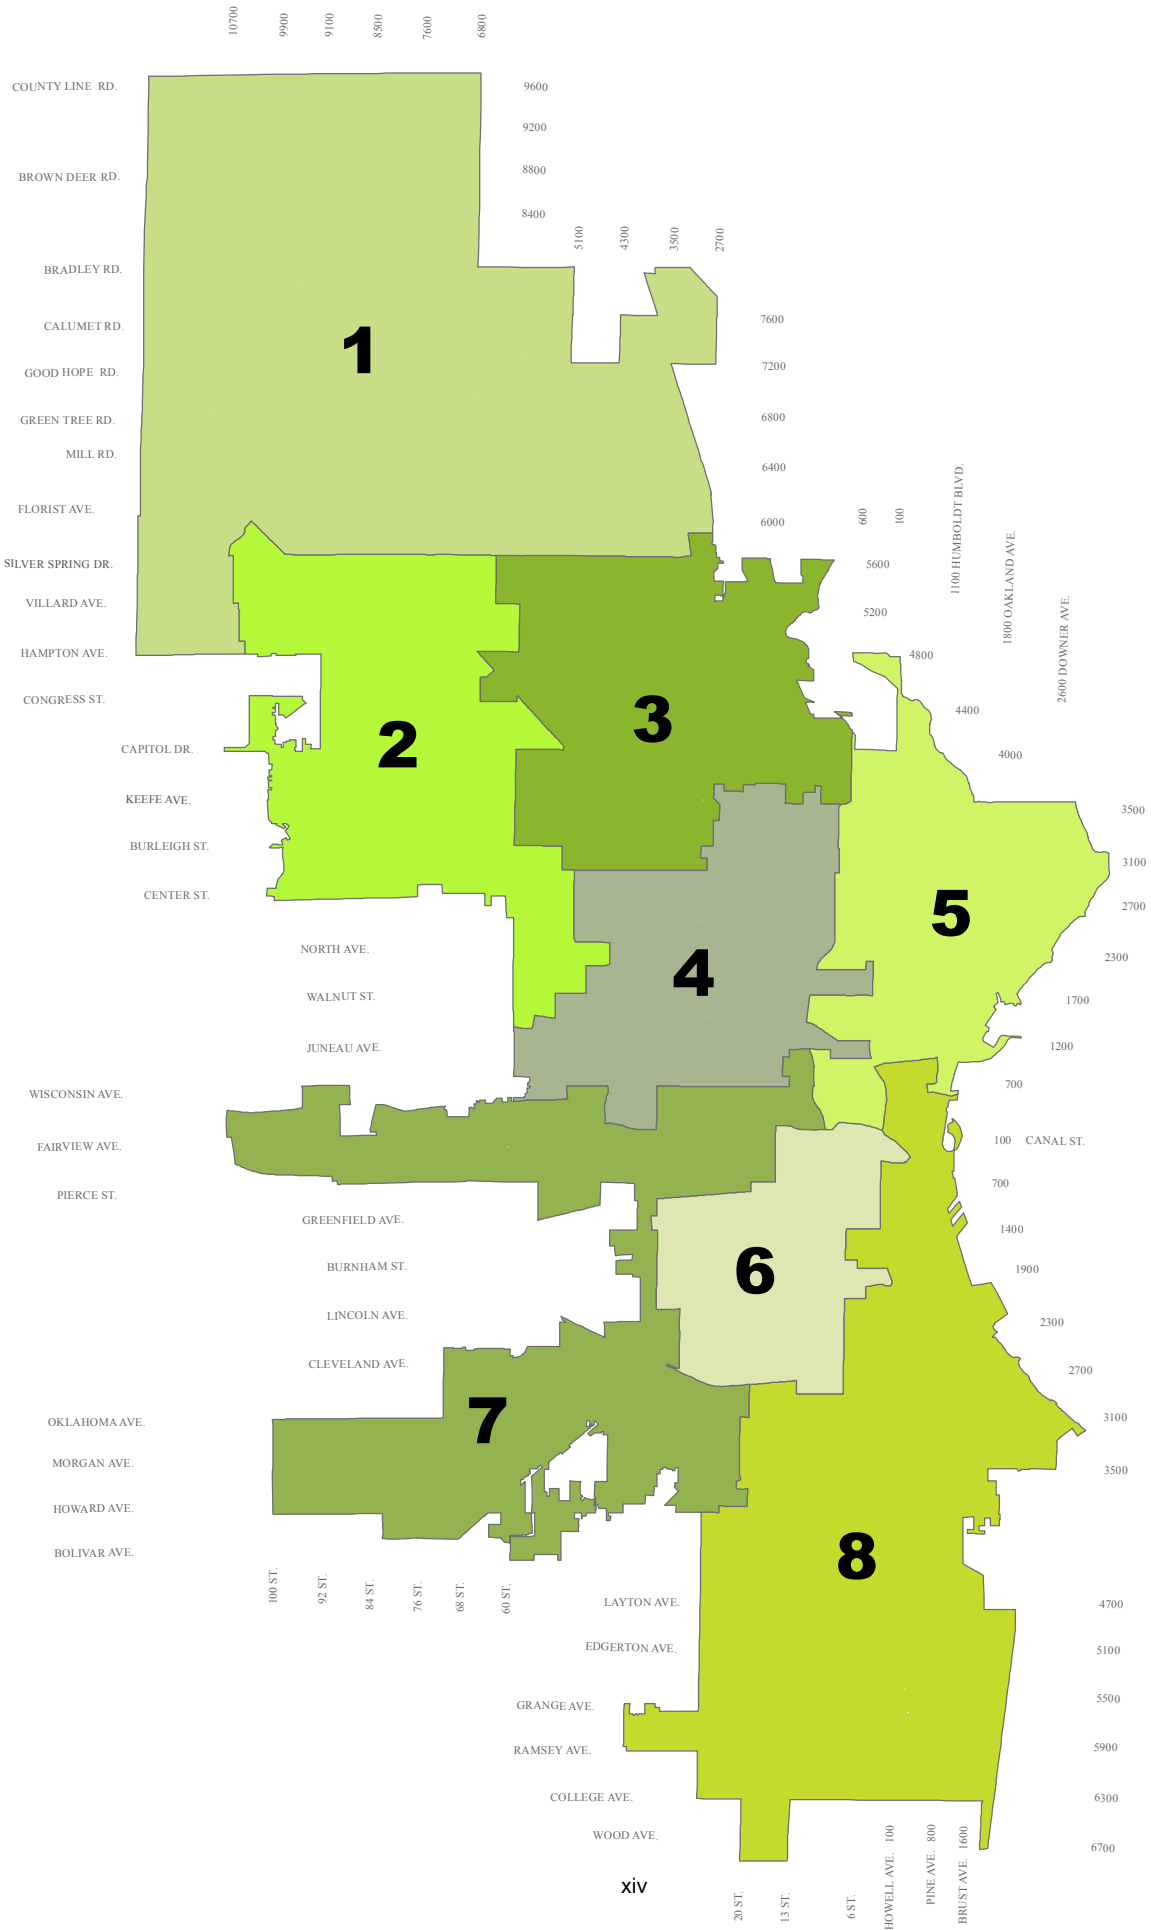 10700
9900
9100
8500
7600
6800
COUNTY LINE RD.
9600
9200
BROWN DEER RD.
8800
8400
5100
4300
3500
2700
BRADLEY RD.
CALUMET RD.
7600
1
GOOD HOPE RD.
7200
GREEN TREE RD.
6800
MILL RD.
6400
FLORIST AVE.
6000
600
100
1100 HUMBOLDT BLVD.
1800 OAKLAND AVE.
2600 DOWNER AVE.
SILVER SPRING DR.
5600
VILLARD AVE.
5200
HAMPTON AVE.
4800
CONGRESS ST.
4400
3
2
CAPITOL DR.
4000
KEEFE AVE.
3500
BURLEIGH ST.
3100
CENTER ST.
2700
5
NORTH AVE.
2300
4
WALNUT ST.
1700
JUNEAU AVE.
1200
WISCONSIN AVE.
700
FAIRVIEW AVE.
100 CANAL ST.
PIERCE ST.
700
GREENFIELD AVE.
1400
BURNHAM ST.
1900
6
LINCOLN AVE.
2300
CLEVELAND AVE.
2700
OKLAHOMA AVE.
3100
7
MORGAN AVE.
3500
HOWARD AVE.
BOLIVAR AVE.
8
100 ST.
92 ST.
84 ST.
76 ST.
68 ST.
60 ST.
LAYTON AVE.
4700
EDGERTON AVE.
5100
GRANGE AVE.
5500
RAMSEY AVE.
5900
COLLEGE AVE.
6300
WOOD AVE.
6700
xiv
20 ST.
13 ST.
6 ST.
HOWELL AVE. 100
PINE AVE. 800
BRUST AVE. 1600